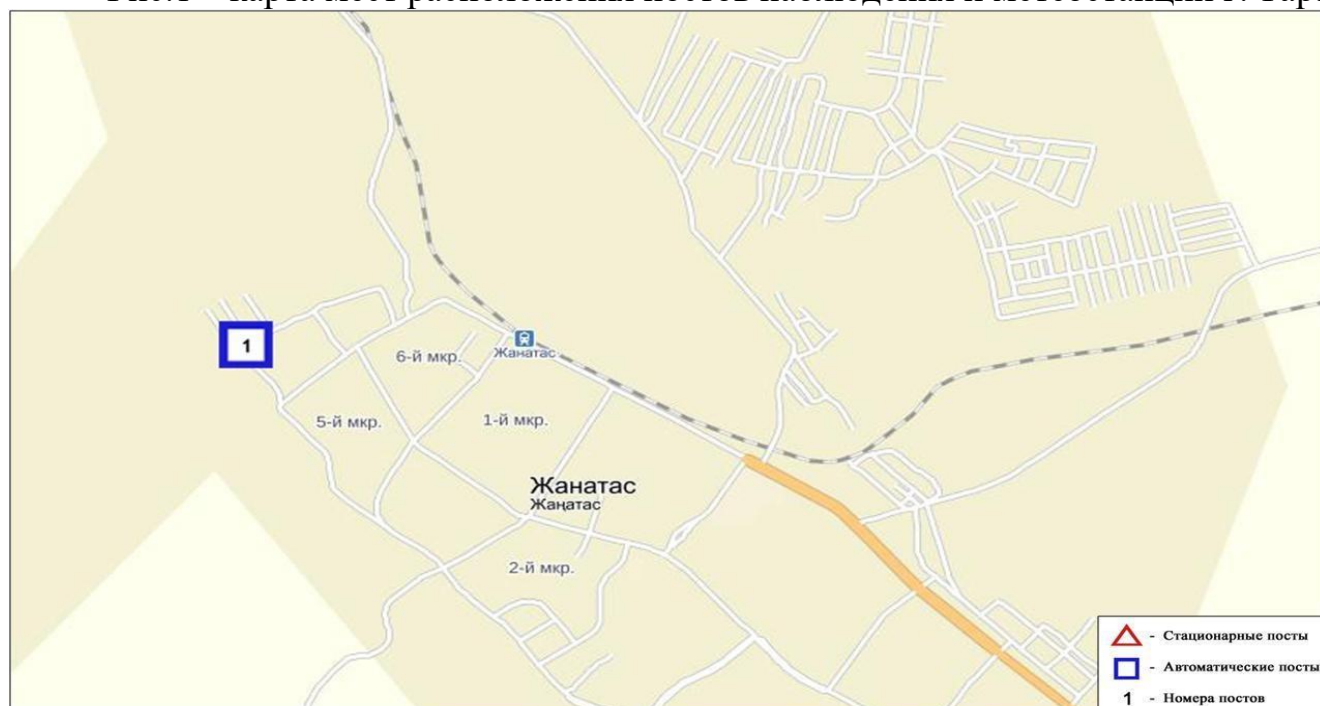 6-й мкр.
Жанатас
1
5-й мкр.
1-й мкр.
Жанатас
Жаңатас
2-й мкр.
- Стационарные посты
- Автоматические посты
1 - Номера постов